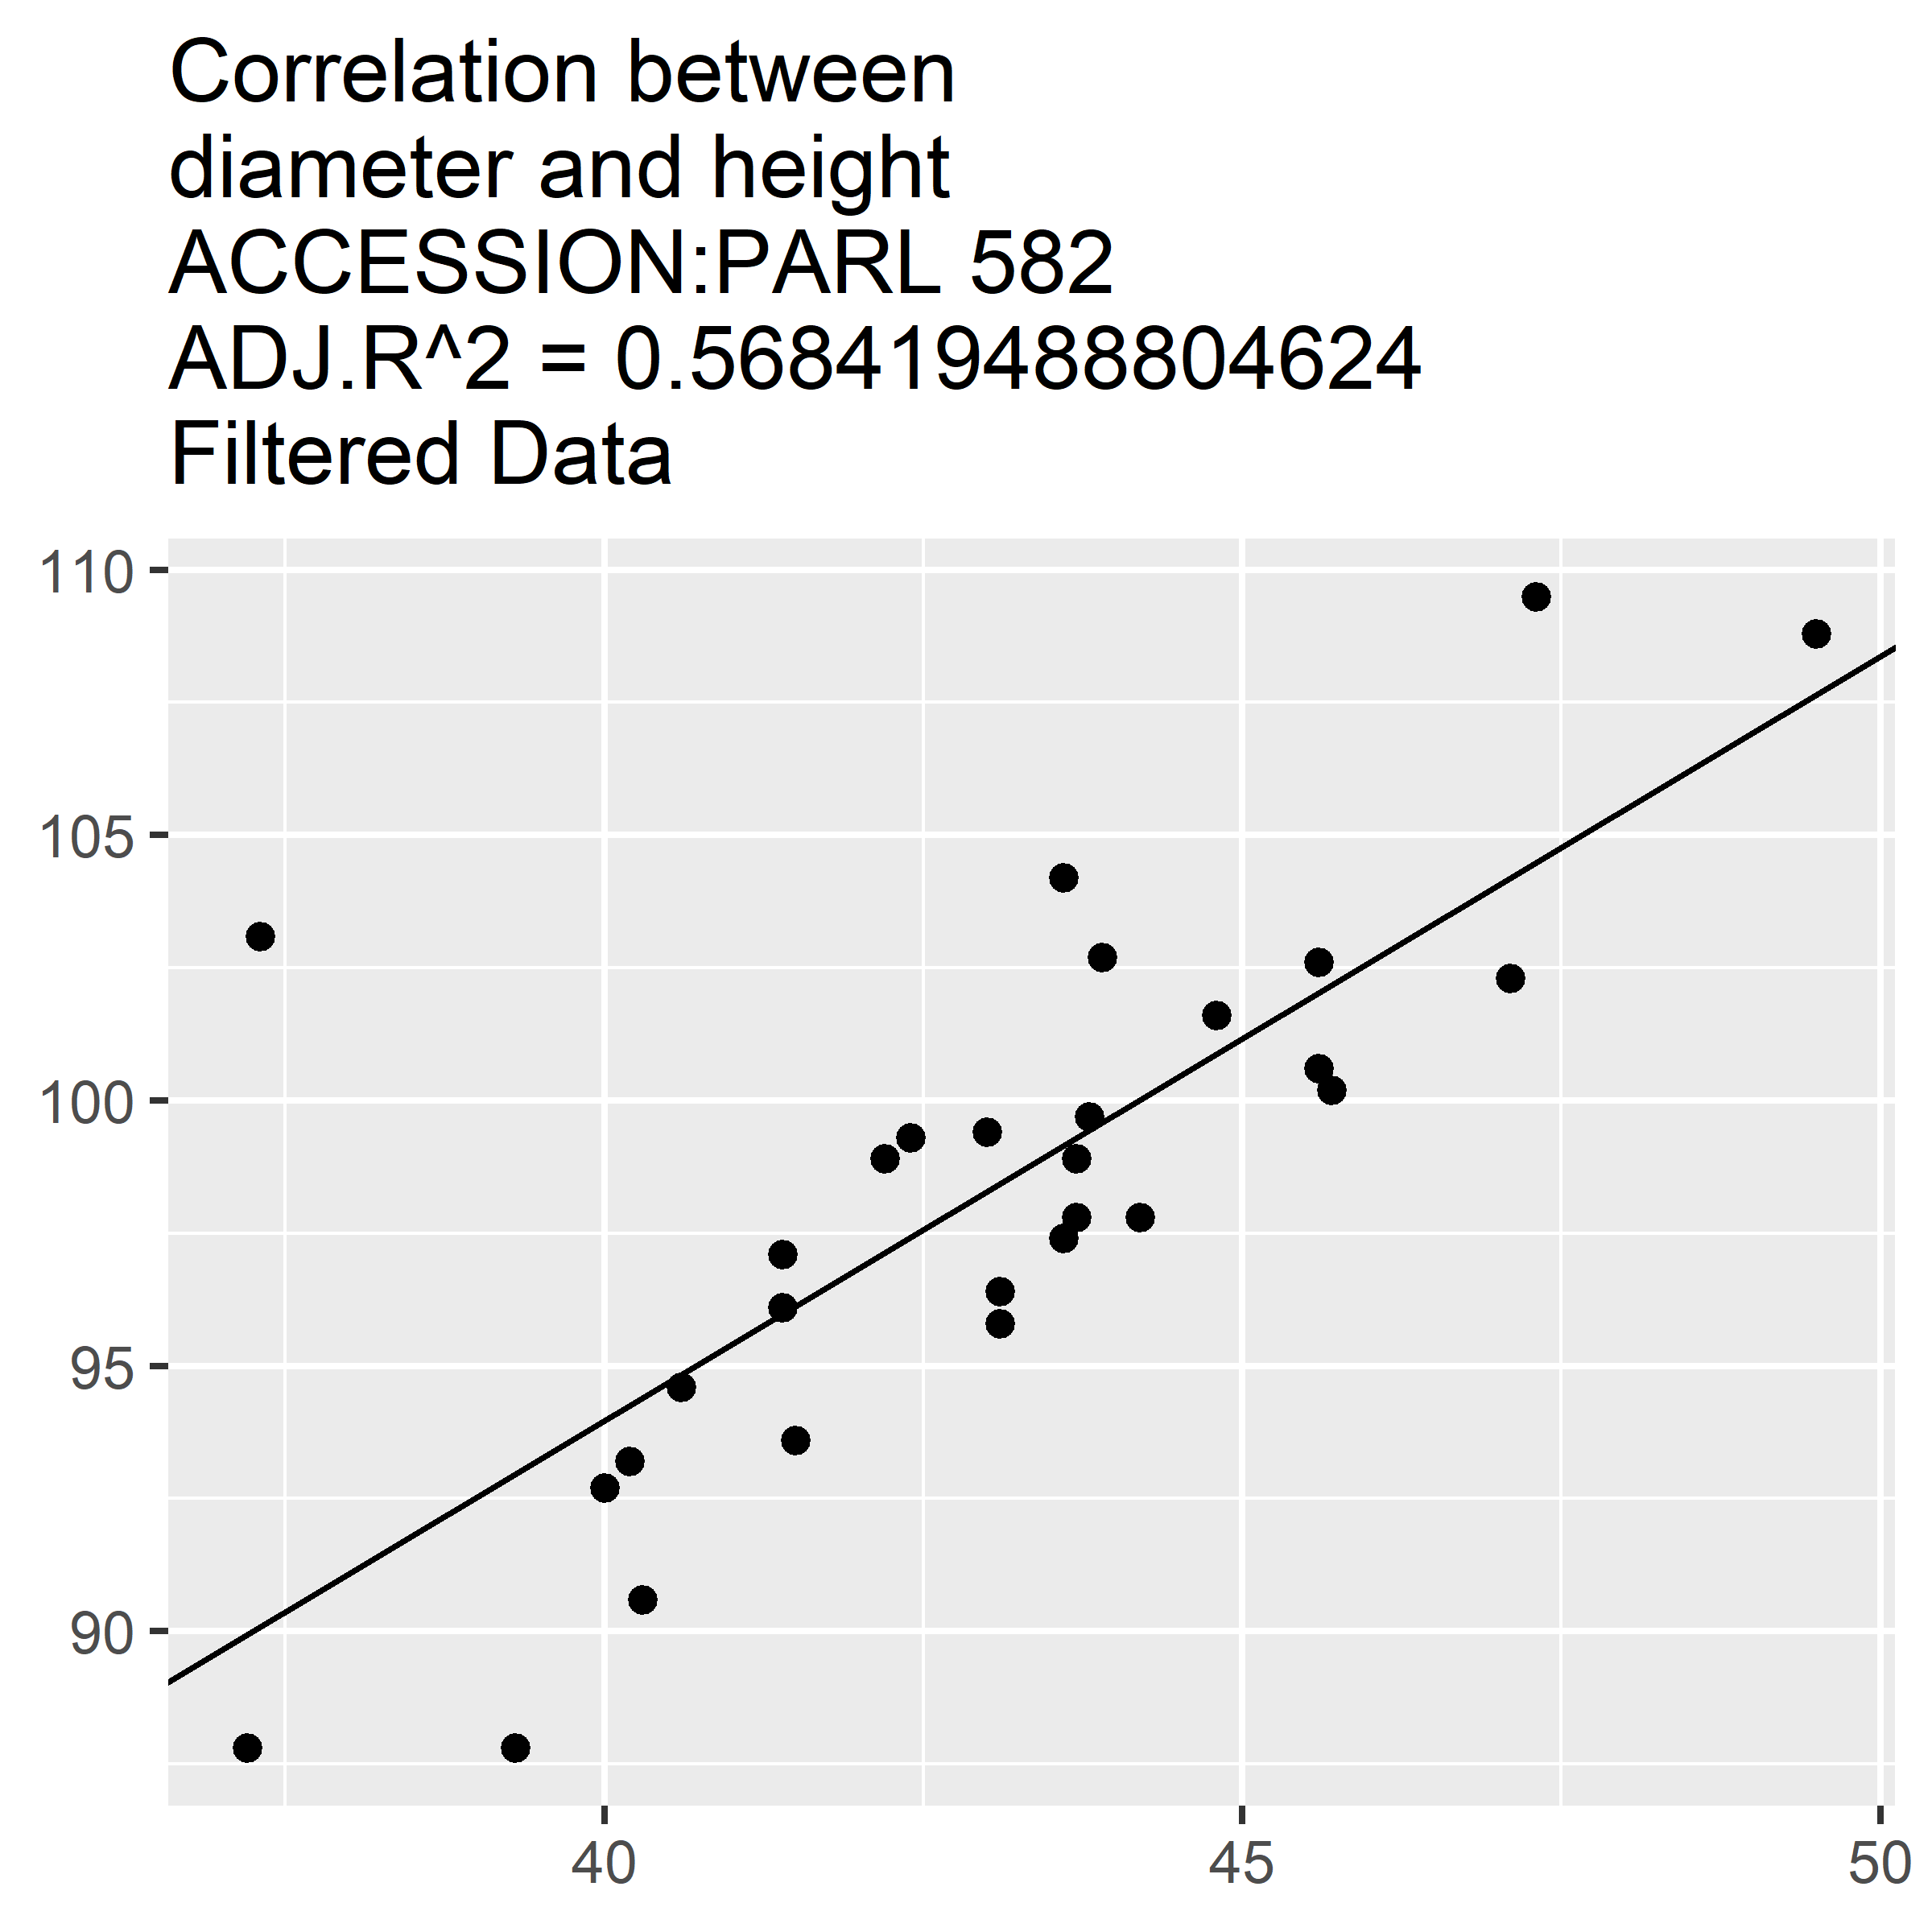 Correlation between
diameter and height
ACCESSION:PARL 582
ADJ.R^2 = 0.568419488804624
Filtered Data
110
105
100
95
90
40 45 50